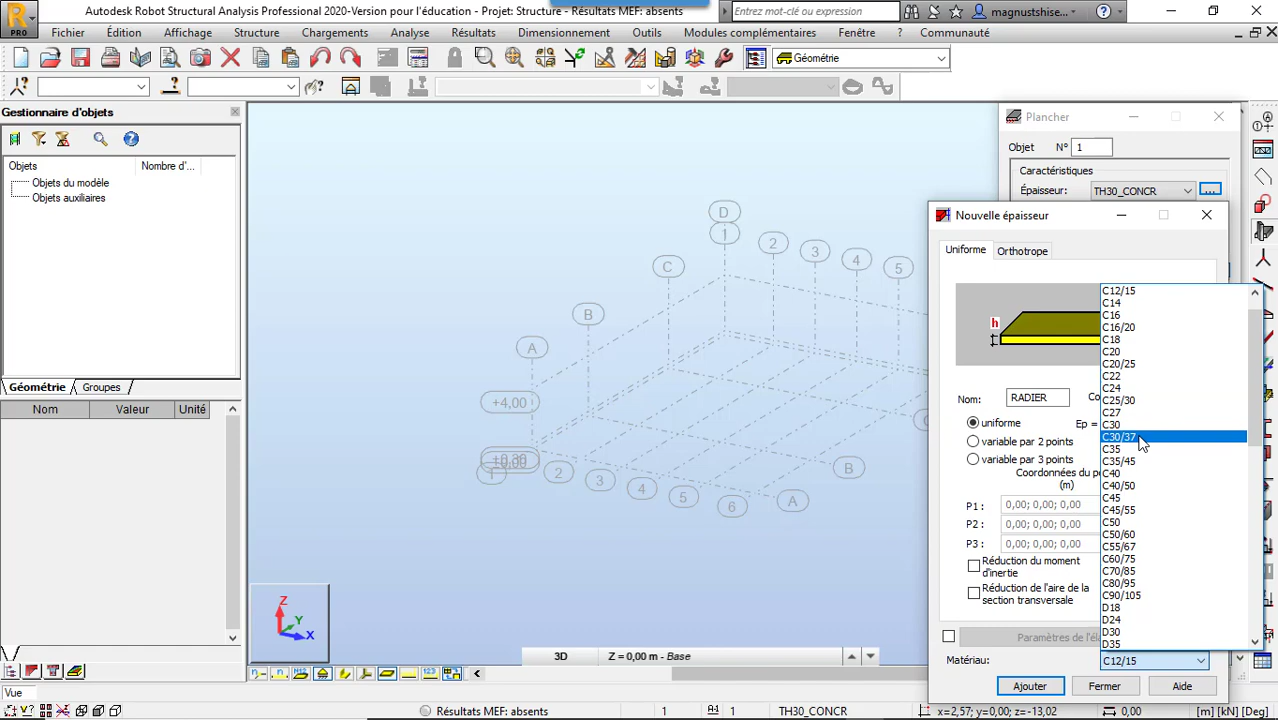 Autodesk Robot Structural Analysis Professional 2020-Version pour l'éducation - Projet: Structure - Résultats MEF: absents
Entrez mot-clé ou expression
magnustshise...
PRO
Fichier Édition Affichage Structure Chargements Analyse Résultats Dimensionnement Outils Modules complémentaires Fenêtre ? Communauté
Géométrie
Gestionnaire d'objets
Objets Nombre d'...
Objets du modèle
Objets auxiliaires
Géométrie Groupes
Nom Valeur Unité
D
1
2
3
4
5
C
B
A
+4,00
+0,30
1
2
3
4
5
6
A
B
Z
Y
X
3D Z = 0,00 m - Base
Plancher
Objet N° 1
Caractéristiques
Épaisseur: TH30_CONCR ...
Nouvelle épaisseur
Uniforme Orthotrope
h
Nom: RADIER
uniforme Ep =
variable par 2 points
variable par 3 points
(m)
P1 : 0,00; 0,00; 0,00
P2 : 0,00; 0,00; 0,00
P3 : 0,00; 0,00; 0,00
Réduction du moment
d'inertie
Réduction de l'aire de la
section transversale
C12/15
C14
C16
C16/20
C18
C20
C20/25
C22
C24
C25/30
C27
C30
C30/37
C35
C35/45
C40
C40/50
C45
C45/55
C50
C50/60
C55/67
C60/75
C70/85
C80/95
C90/105
D18
D24
D30
D35
Matériau: C12/15
Ajouter Fermer Aide
Vue
Résultats MEF: absents 1 1 TH30_CONCR x=2,57; y=0,00; z=-13,02 0,00 [m] [kN] [Deg]